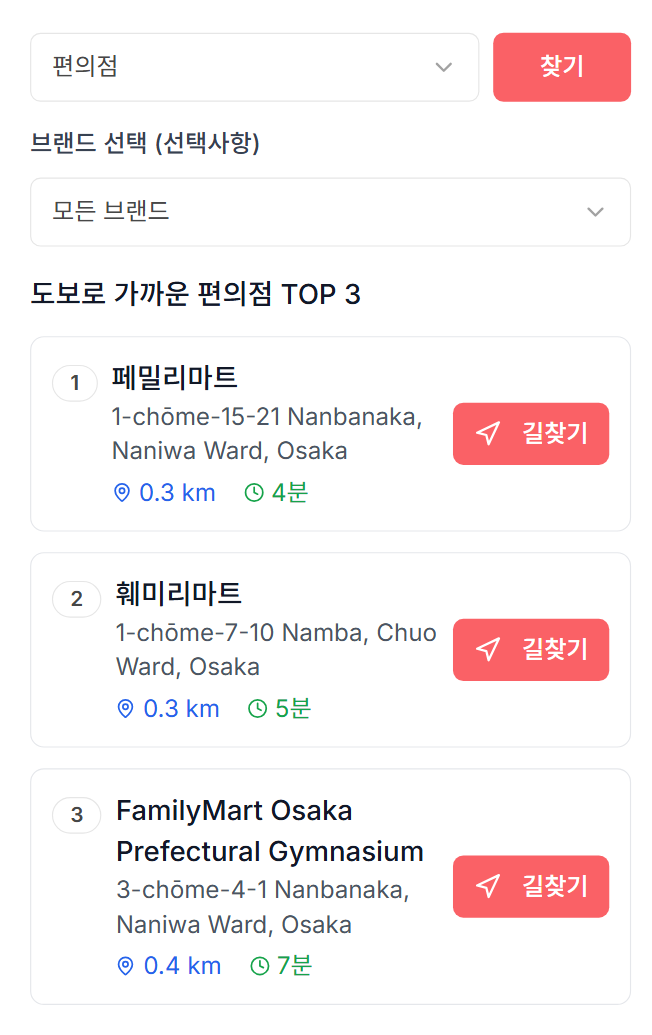 편의점
찾기
브랜드 선택 (선택사항)
모든 브랜드
도보로 가까운 편의점 TOP 3
1
페밀리마트
1-chōme-15-21 Nanbanaka,
Naniwa Ward, Osaka
길찾기
0.3 km 4분
2
훼미리마트
1-chōme-7-10 Namba, Chuo
Ward, Osaka
길찾기
0.3 km 5분
3
FamilyMart Osaka
Prefectural Gymnasium
3-chōme-4-1 Nanbanaka,
Naniwa Ward, Osaka
길찾기
0.4 km 7분